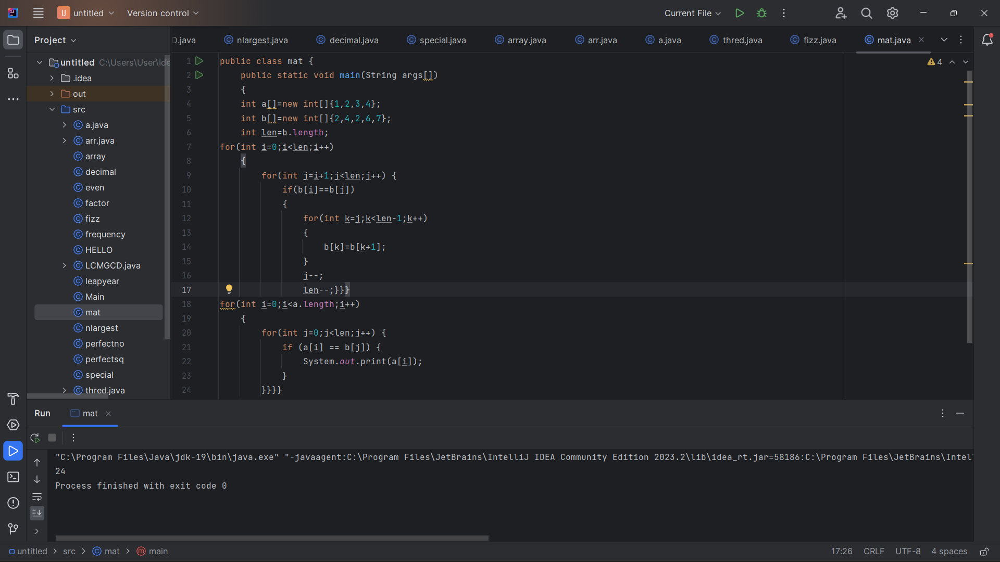 U untitled Version control Current File
Project
D.java nlargest.java decimal.java special.java array.java arr.java a.java thred.java fizz.java mat.java
untitled C:\Users\User\Ide
.idea
out
src
a.java
arr.java
array
decimal
even
factor
fizz
frequency
HELLO
LCMGCD.java
leapyear
Main
mat
nlargest
perfectno
perfectsq
special
thred.java
4
1 public class mat {
2 public static void main(String args[])
3 {
4 int a[]=new int[]{1,2,3,4};
5 int b[]=new int[]{2,4,2,6,7};
6 int len=b.length;
7 for(int i=0;i<len;i++)
8 {
9 for(int j=i+1;j<len;j++) {
10 if(b[i]==b[j])
11 {
12 for(int k=j;k<len-1;k++)
13 {
14 b[k]=b[k+1];
15 }
16 j--;
17 len--;}}}
18 for(int i=0;i<a.length;i++)
19 {
20 for(int j=0;j<len;j++) {
21 if (a[i] == b[j]) {
22 System.out.print(a[i]);
23 }
24 }}}}
Run mat
"C:\Program Files\Java\jdk-19\bin\java.exe" "-javaagent:C:\Program Files\JetBrains\IntelliJ IDEA Community Edition 2023.2\lib\idea_rt.jar=58186:C:\Program Files\JetBrains\Intel
24
Process finished with exit code 0
untitled src mat main 17:26 CRLF UTF-8 4 spaces